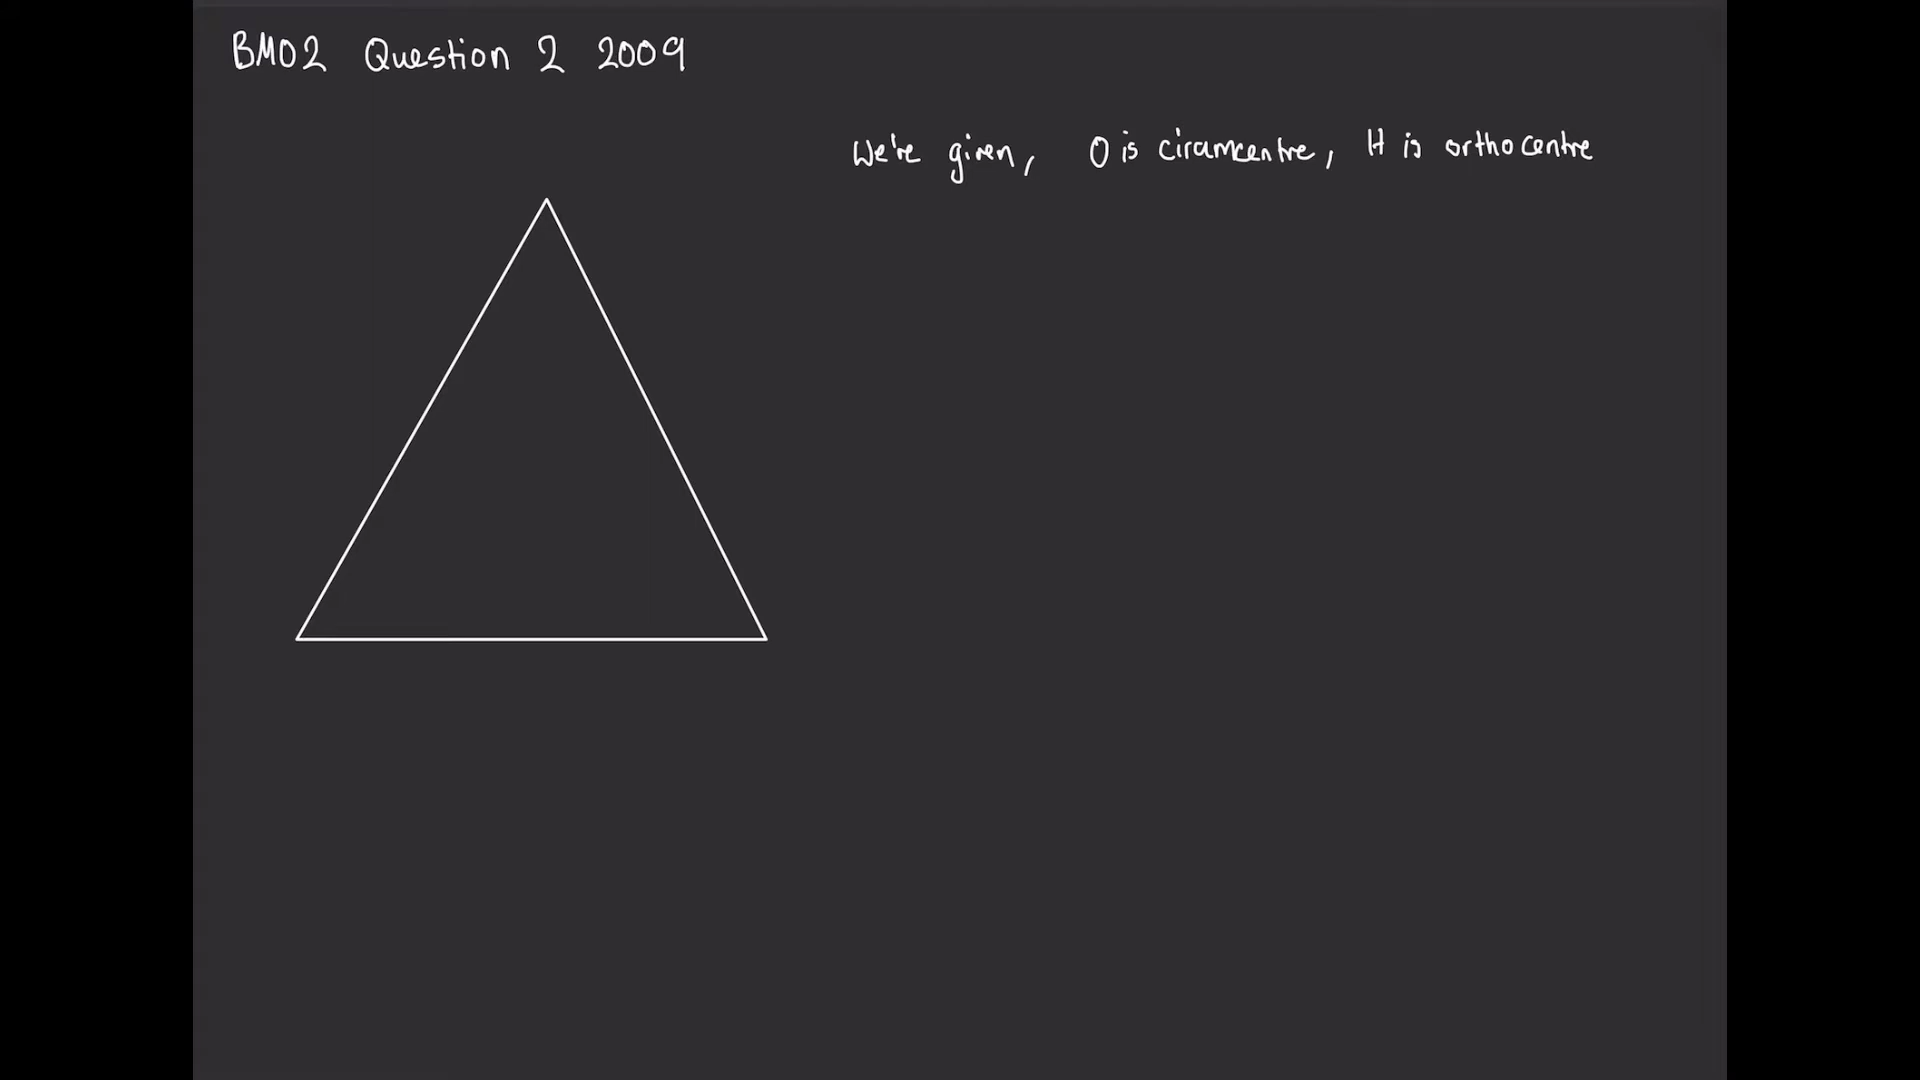 BMO2 Question 2 2009
We're given, O is circumcentre, H is orthocentre